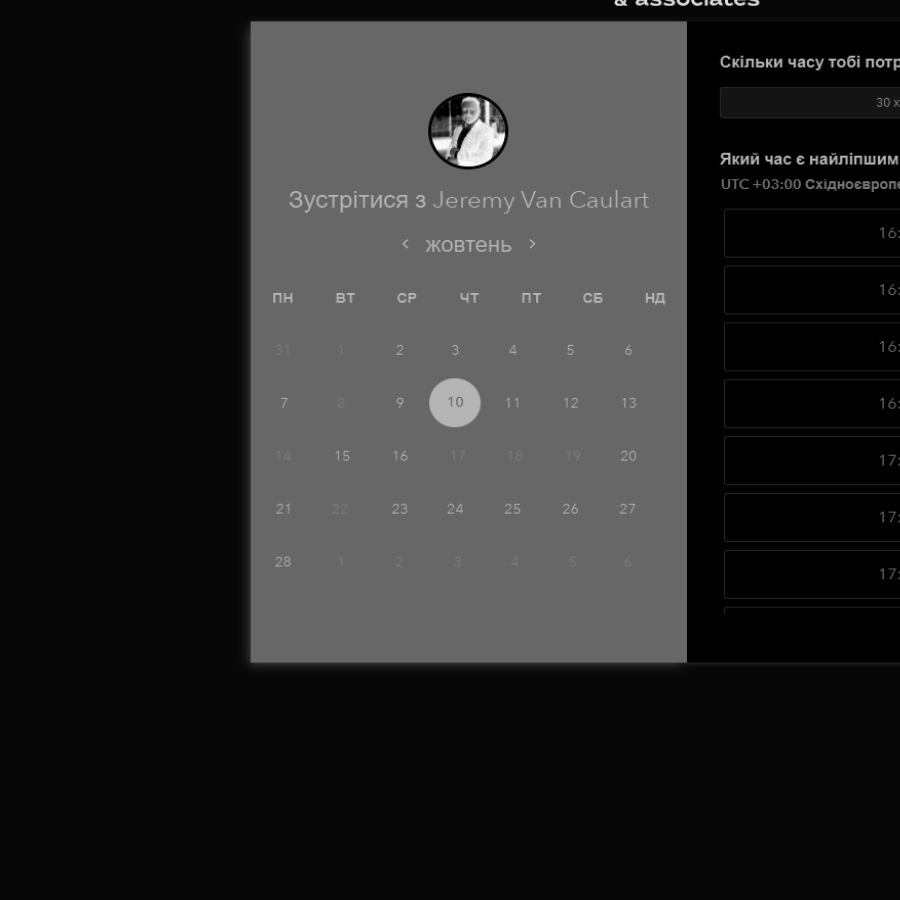 & associates
Зустрітися з Jeremy Van Caulart
жовтень
ПН ВТ СР ЧТ ПТ СБ НД
31 1 2 3 4 5 6
7 8 9 10 11 12 13
14 15 16 17 18 19 20
21 22 23 24 25 26 27
28 1 2 3 4 5 6
Скільки часу тобі
30
Який час є найліпшим
UTC +03:00
16:
16:
16:
16:
17:
17:
17: